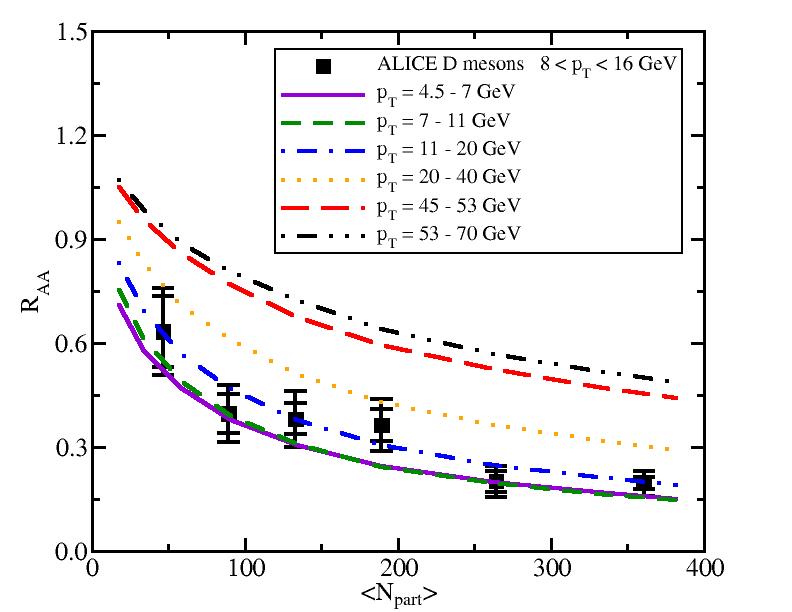 1.5
1.2
0.9
0.6
0.3
0.0
R_AA
ALICE D mesons 8 < p_T < 16 GeV
p_T = 4.5 - 7 GeV
p_T = 7 - 11 GeV
p_T = 11 - 20 GeV
p_T = 20 - 40 GeV
p_T = 45 - 53 GeV
p_T = 53 - 70 GeV
0 100 200 300 400
<N_part>